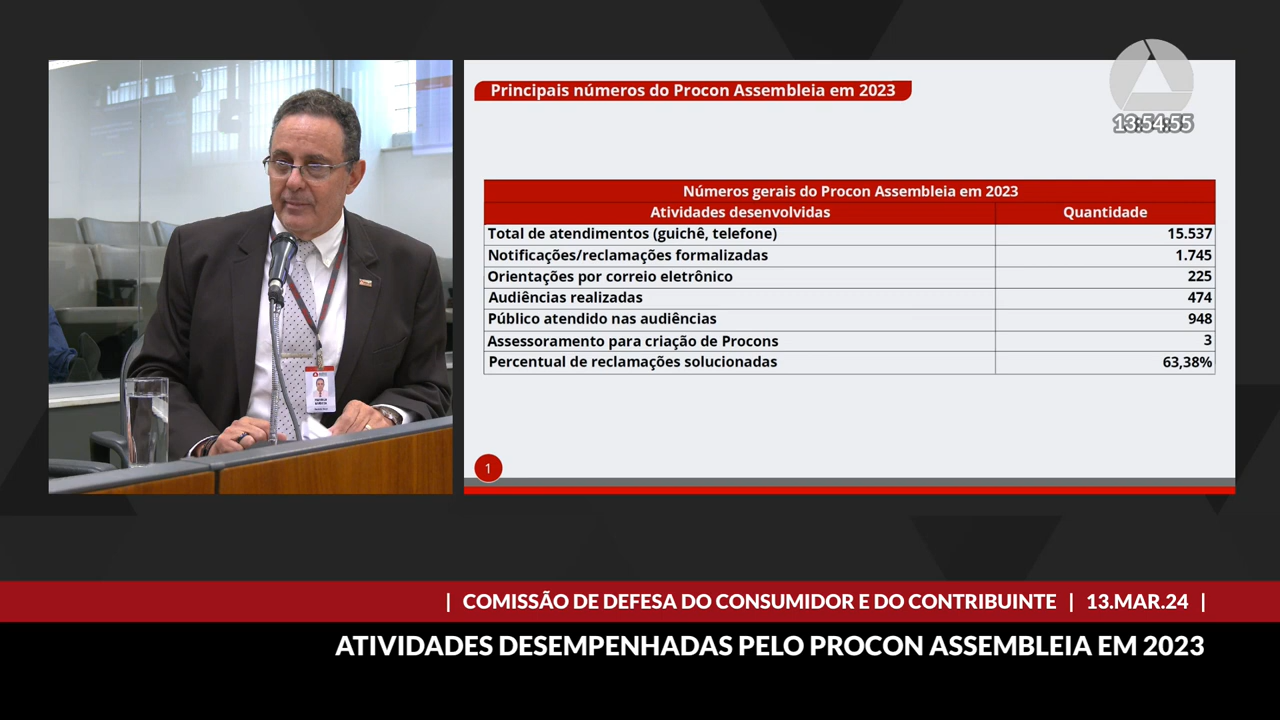 Principais números do Procon Assembleia em 2023
13:54:55
Números gerais do Procon Assembleia em 2023
Atividades desenvolvidas Quantidade
Total de atendimentos (guichê, telefone) 15.537
Notificações/reclamações formalizadas 1.745
Orientações por correio eletrônico 225
Audiências realizadas 474
Público atendido nas audiências 948
Assessoramento para criação de Procons 3
Percentual de reclamações solucionadas 63,38%
1
| COMISSÃO DE DEFESA DO CONSUMIDOR E DO CONTRIBUINTE | 13.MAR.24 |
ATIVIDADES DESEMPENHADAS PELO PROCON ASSEMBLEIA EM 2023